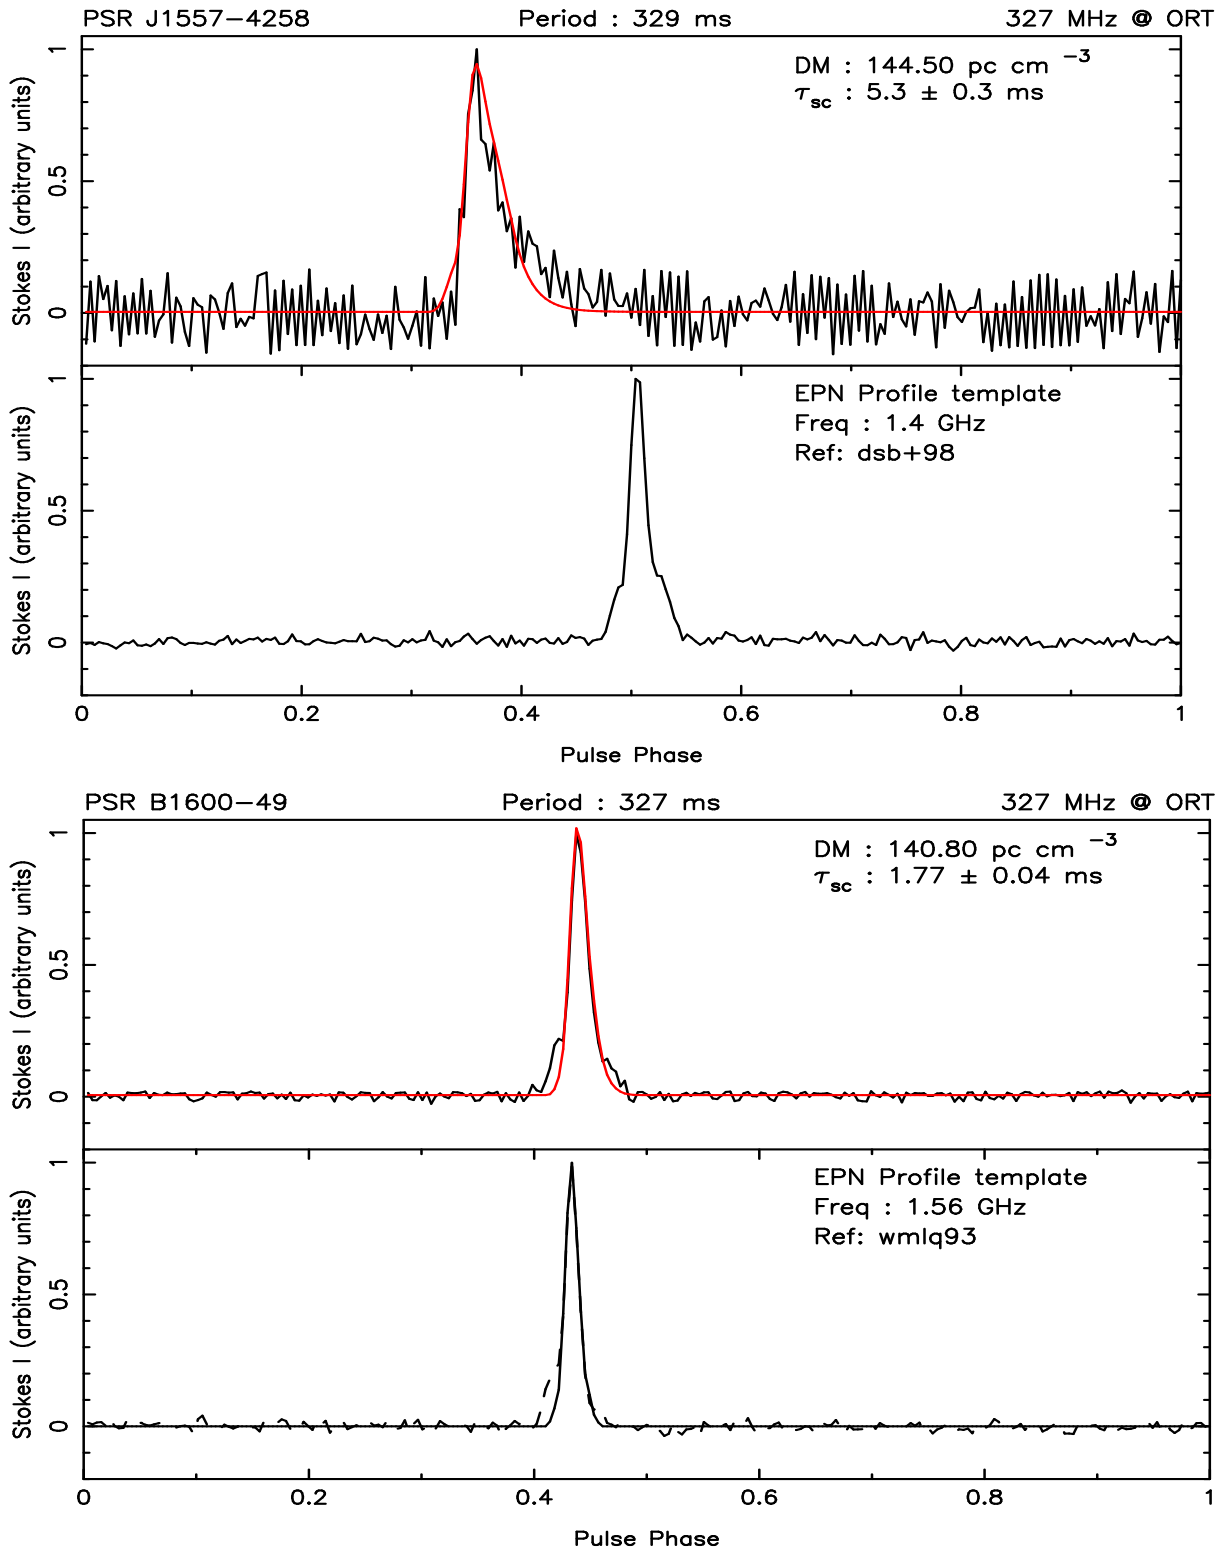 PSR J1557-4258 Period : 329 ms 327 MHz @ ORT
DM : 144.50 pc cm -3
τsc : 5.3 ± 0.3 ms
Stokes I (arbitrary units)
1
0.5
0
EPN Profile template
Freq : 1.4 GHz
Ref: dsb+98
Stokes I (arbitrary units)
1
0.5
0
0 0.2 0.4 0.6 0.8 1
Pulse Phase
PSR B1600-49 Period : 327 ms 327 MHz @ ORT
DM : 140.80 pc cm -3
τsc : 1.77 ± 0.04 ms
Stokes I (arbitrary units)
1
0.5
0
EPN Profile template
Freq : 1.56 GHz
Ref: wmlq93
Stokes I (arbitrary units)
1
0.5
0
0 0.2 0.4 0.6 0.8 1
Pulse Phase